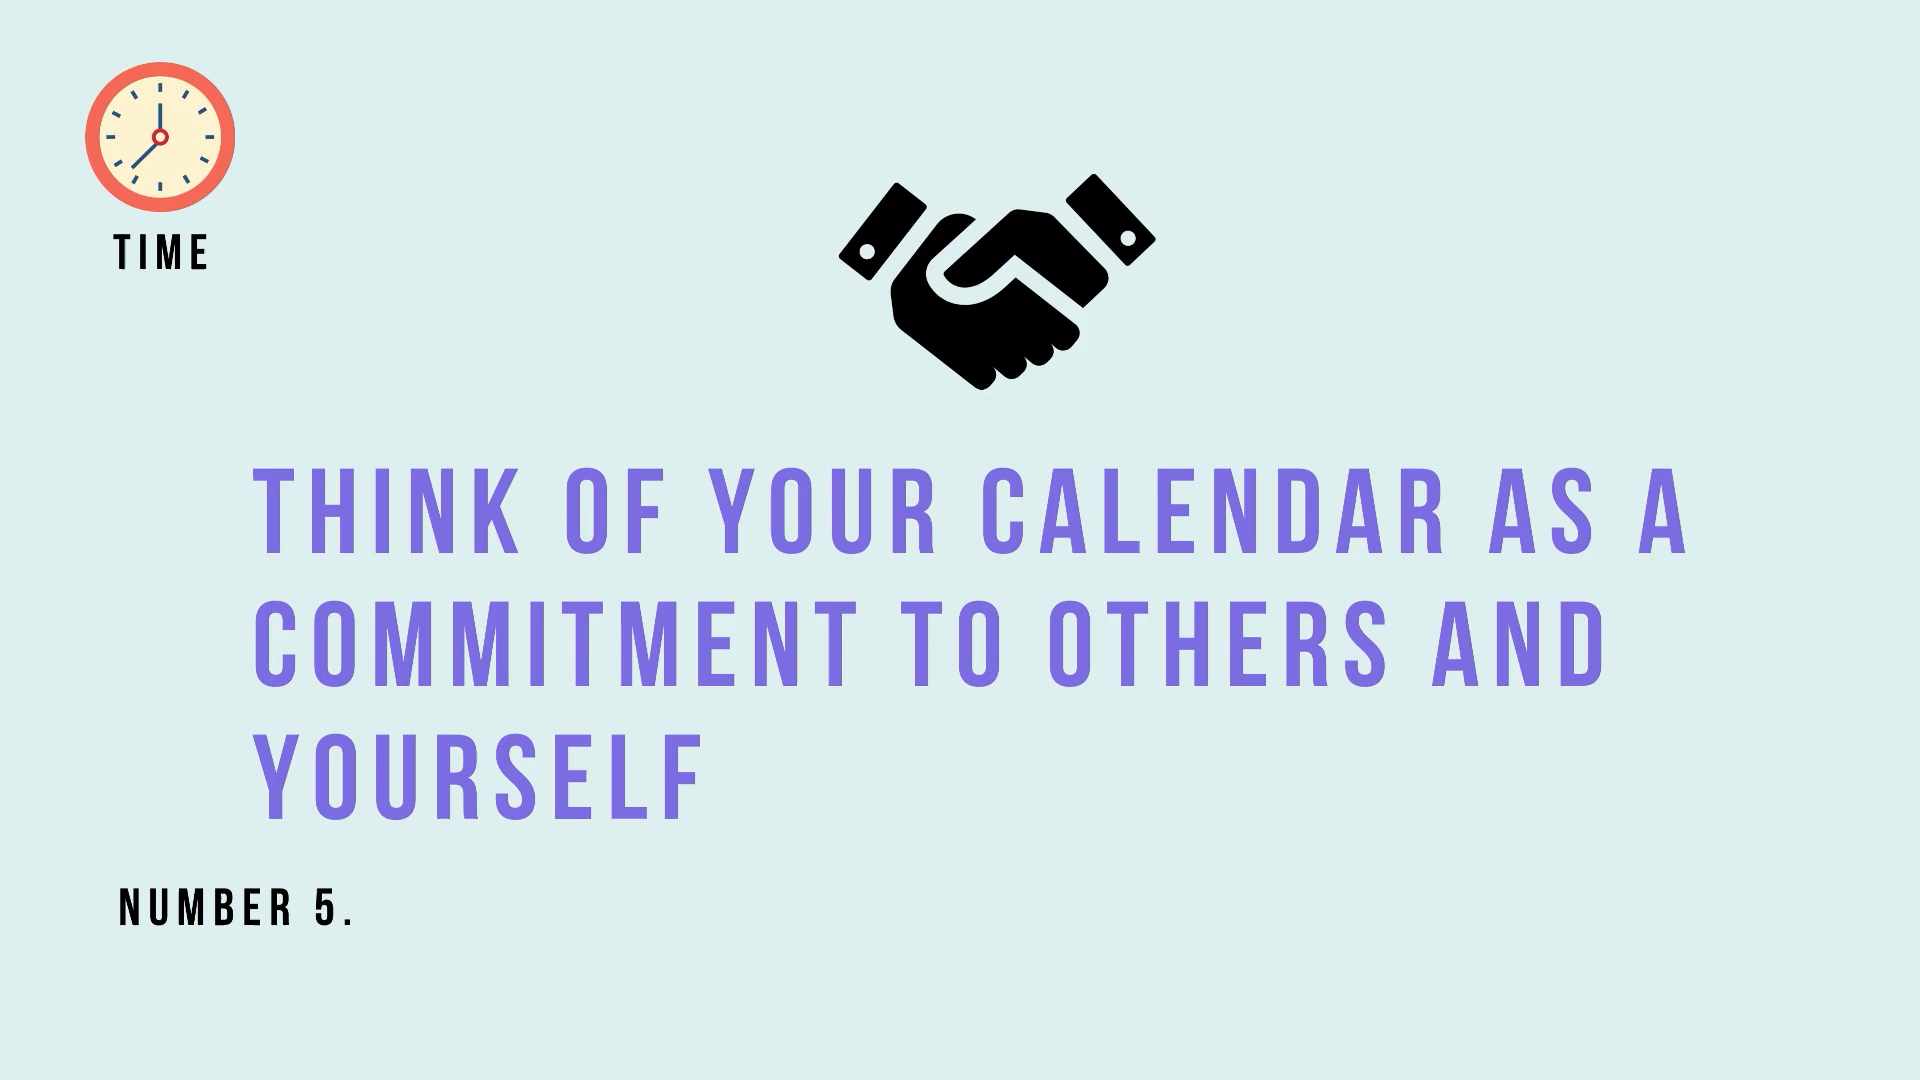 TIME
THINK OF YOUR CALENDAR AS A
COMMITMENT TO OTHERS AND
YOURSELF
NUMBER 5.